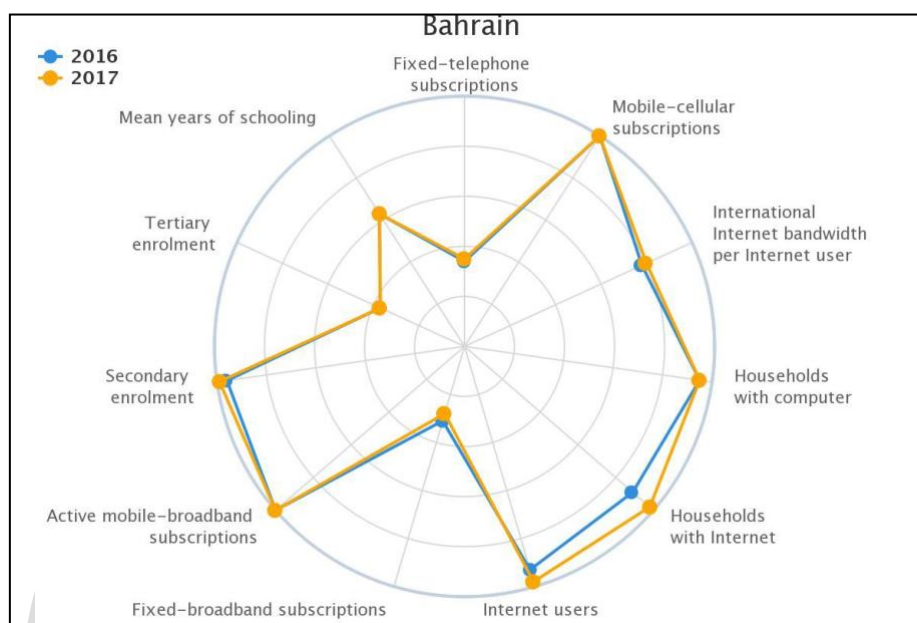 Bahrain
2016
2017
Fixed-telephone
subscriptions
Mobile-cellular
subscriptions
International
Internet bandwidth
per Internet user
Households
with computer
Households
with Internet
Internet users
Fixed-broadband subscriptions
Active mobile-broadband
subscriptions
Secondary
enrolment
Tertiary
enrolment
Mean years of schooling